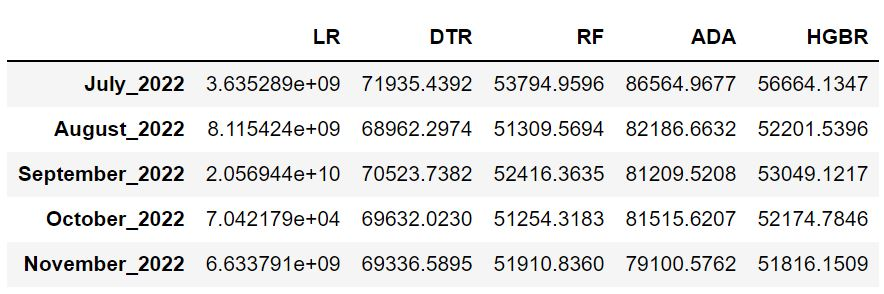 LR DTR RF ADA HGBR
July_2022 3.635289e+09 71935.4392 53794.9596 86564.9677 56664.1347
August_2022 8.115424e+09 68962.2974 51309.5694 82186.6632 52201.5396
September_2022 2.056944e+10 70523.7382 52416.3635 81209.5208 53049.1217
October_2022 7.042179e+04 69632.0230 51254.3183 81515.6207 52174.7846
November_2022 6.633791e+09 69336.5895 51910.8360 79100.5762 51816.1509